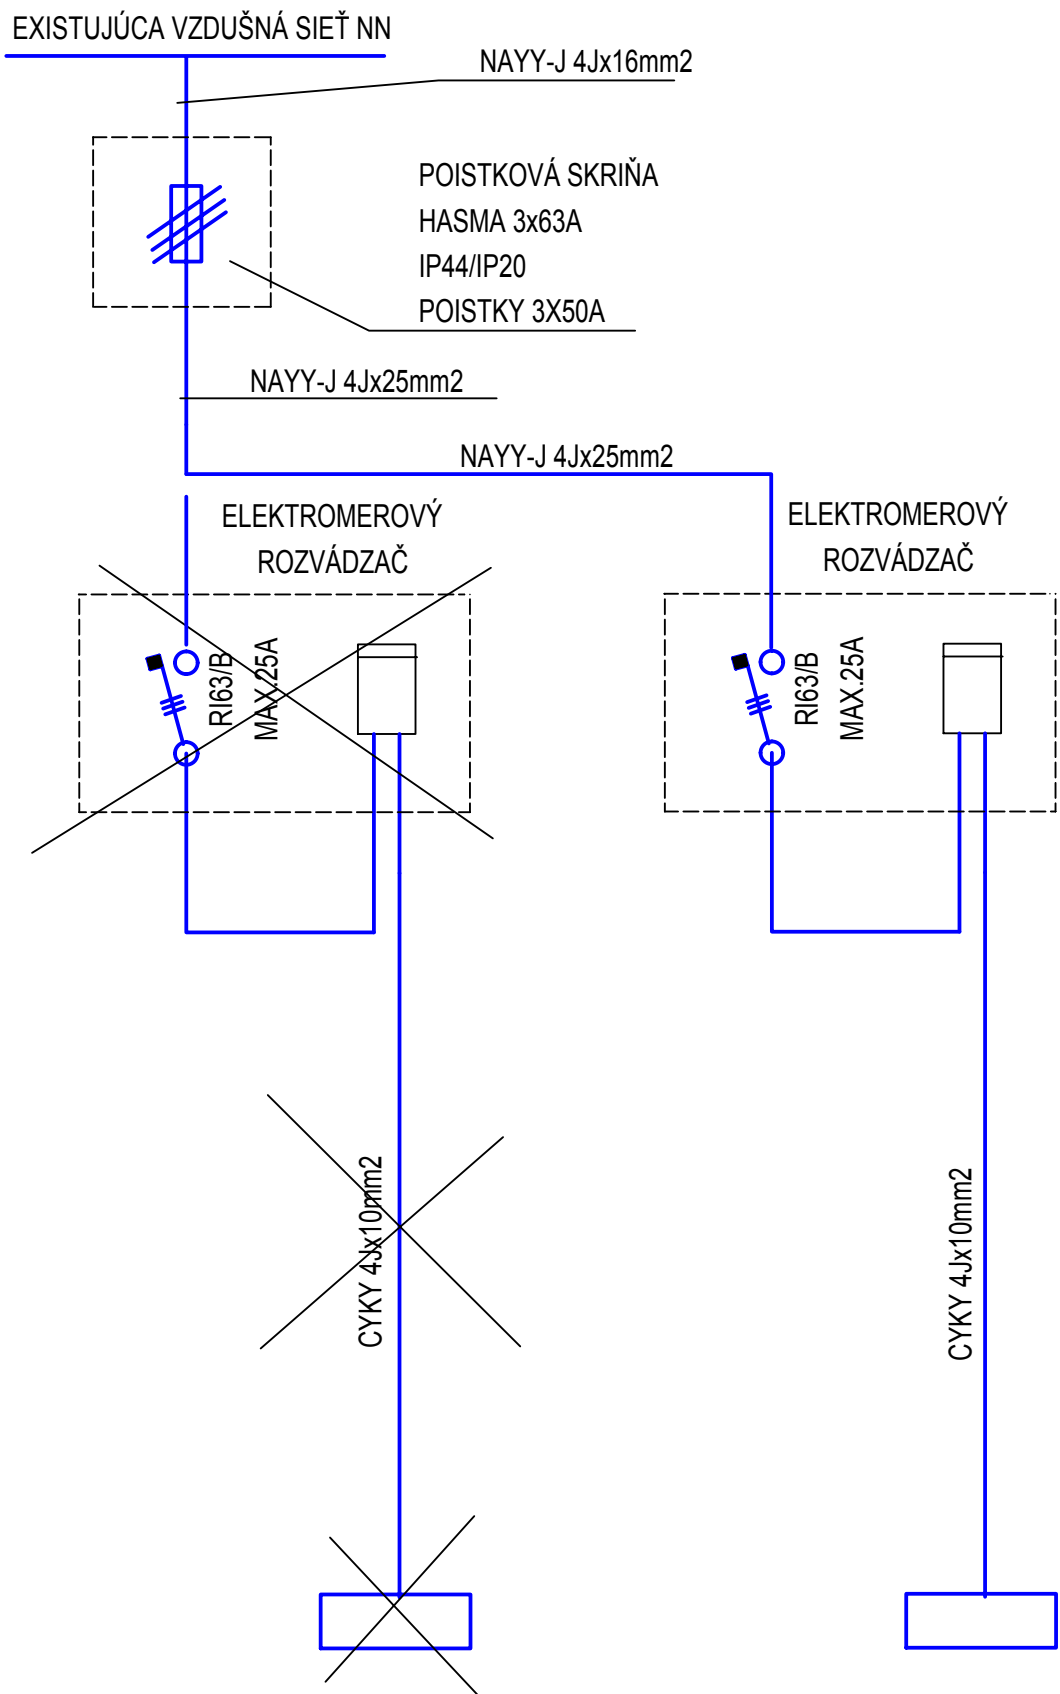 EXISTUJÚCA VZDUŠNÁ SIEŤ NN
NAYY-J 4Jx16mm2
POISTKOVÁ SKRIŇA
HASMA 3x63A
IP44/IP20
POISTKY 3X50A
NAYY-J 4Jx25mm2
NAYY-J 4Jx25mm2
ELEKTROMEROVÝ
ROZVÁDZAČ
ELEKTROMEROVÝ
ROZVÁDZAČ
RI63/B
MAX.25A
RI63/B
MAX.25A
CYKY 4Jx10mm2
CYKY 4Jx10mm2